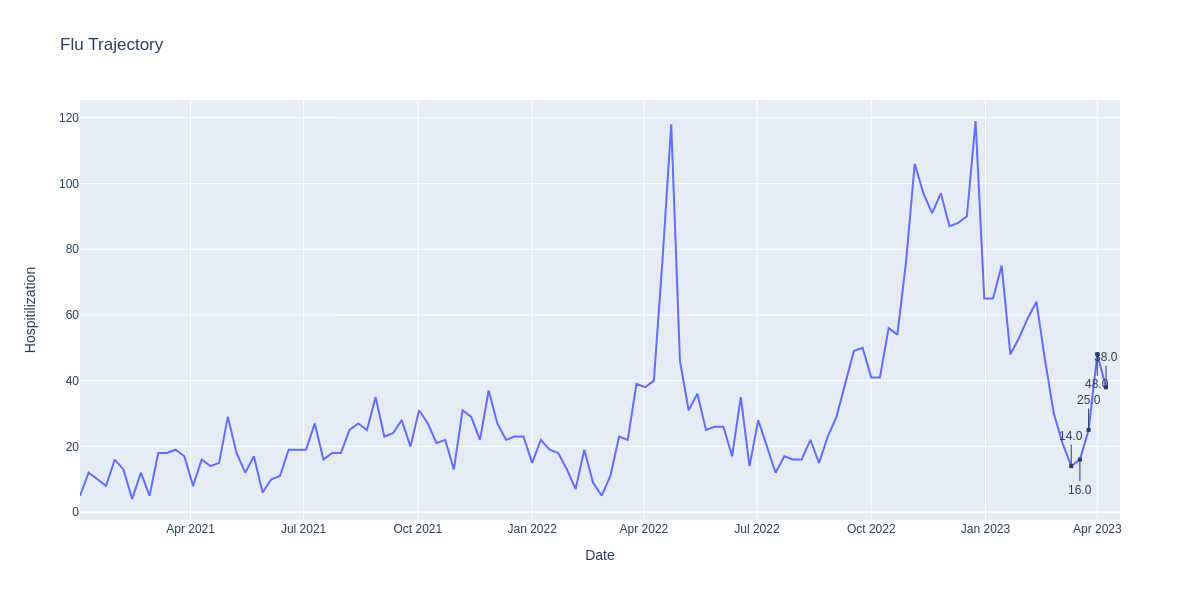 Flu Trajectory
Hospitilization
120
100
80
60
40
20
0
38.0
48.0
25.0
14.0
16.0
Apr 2021
Jul 2021
Oct 2021
Jan 2022
Apr 2022
Jul 2022
Oct 2022
Jan 2023
Apr 2023
Date